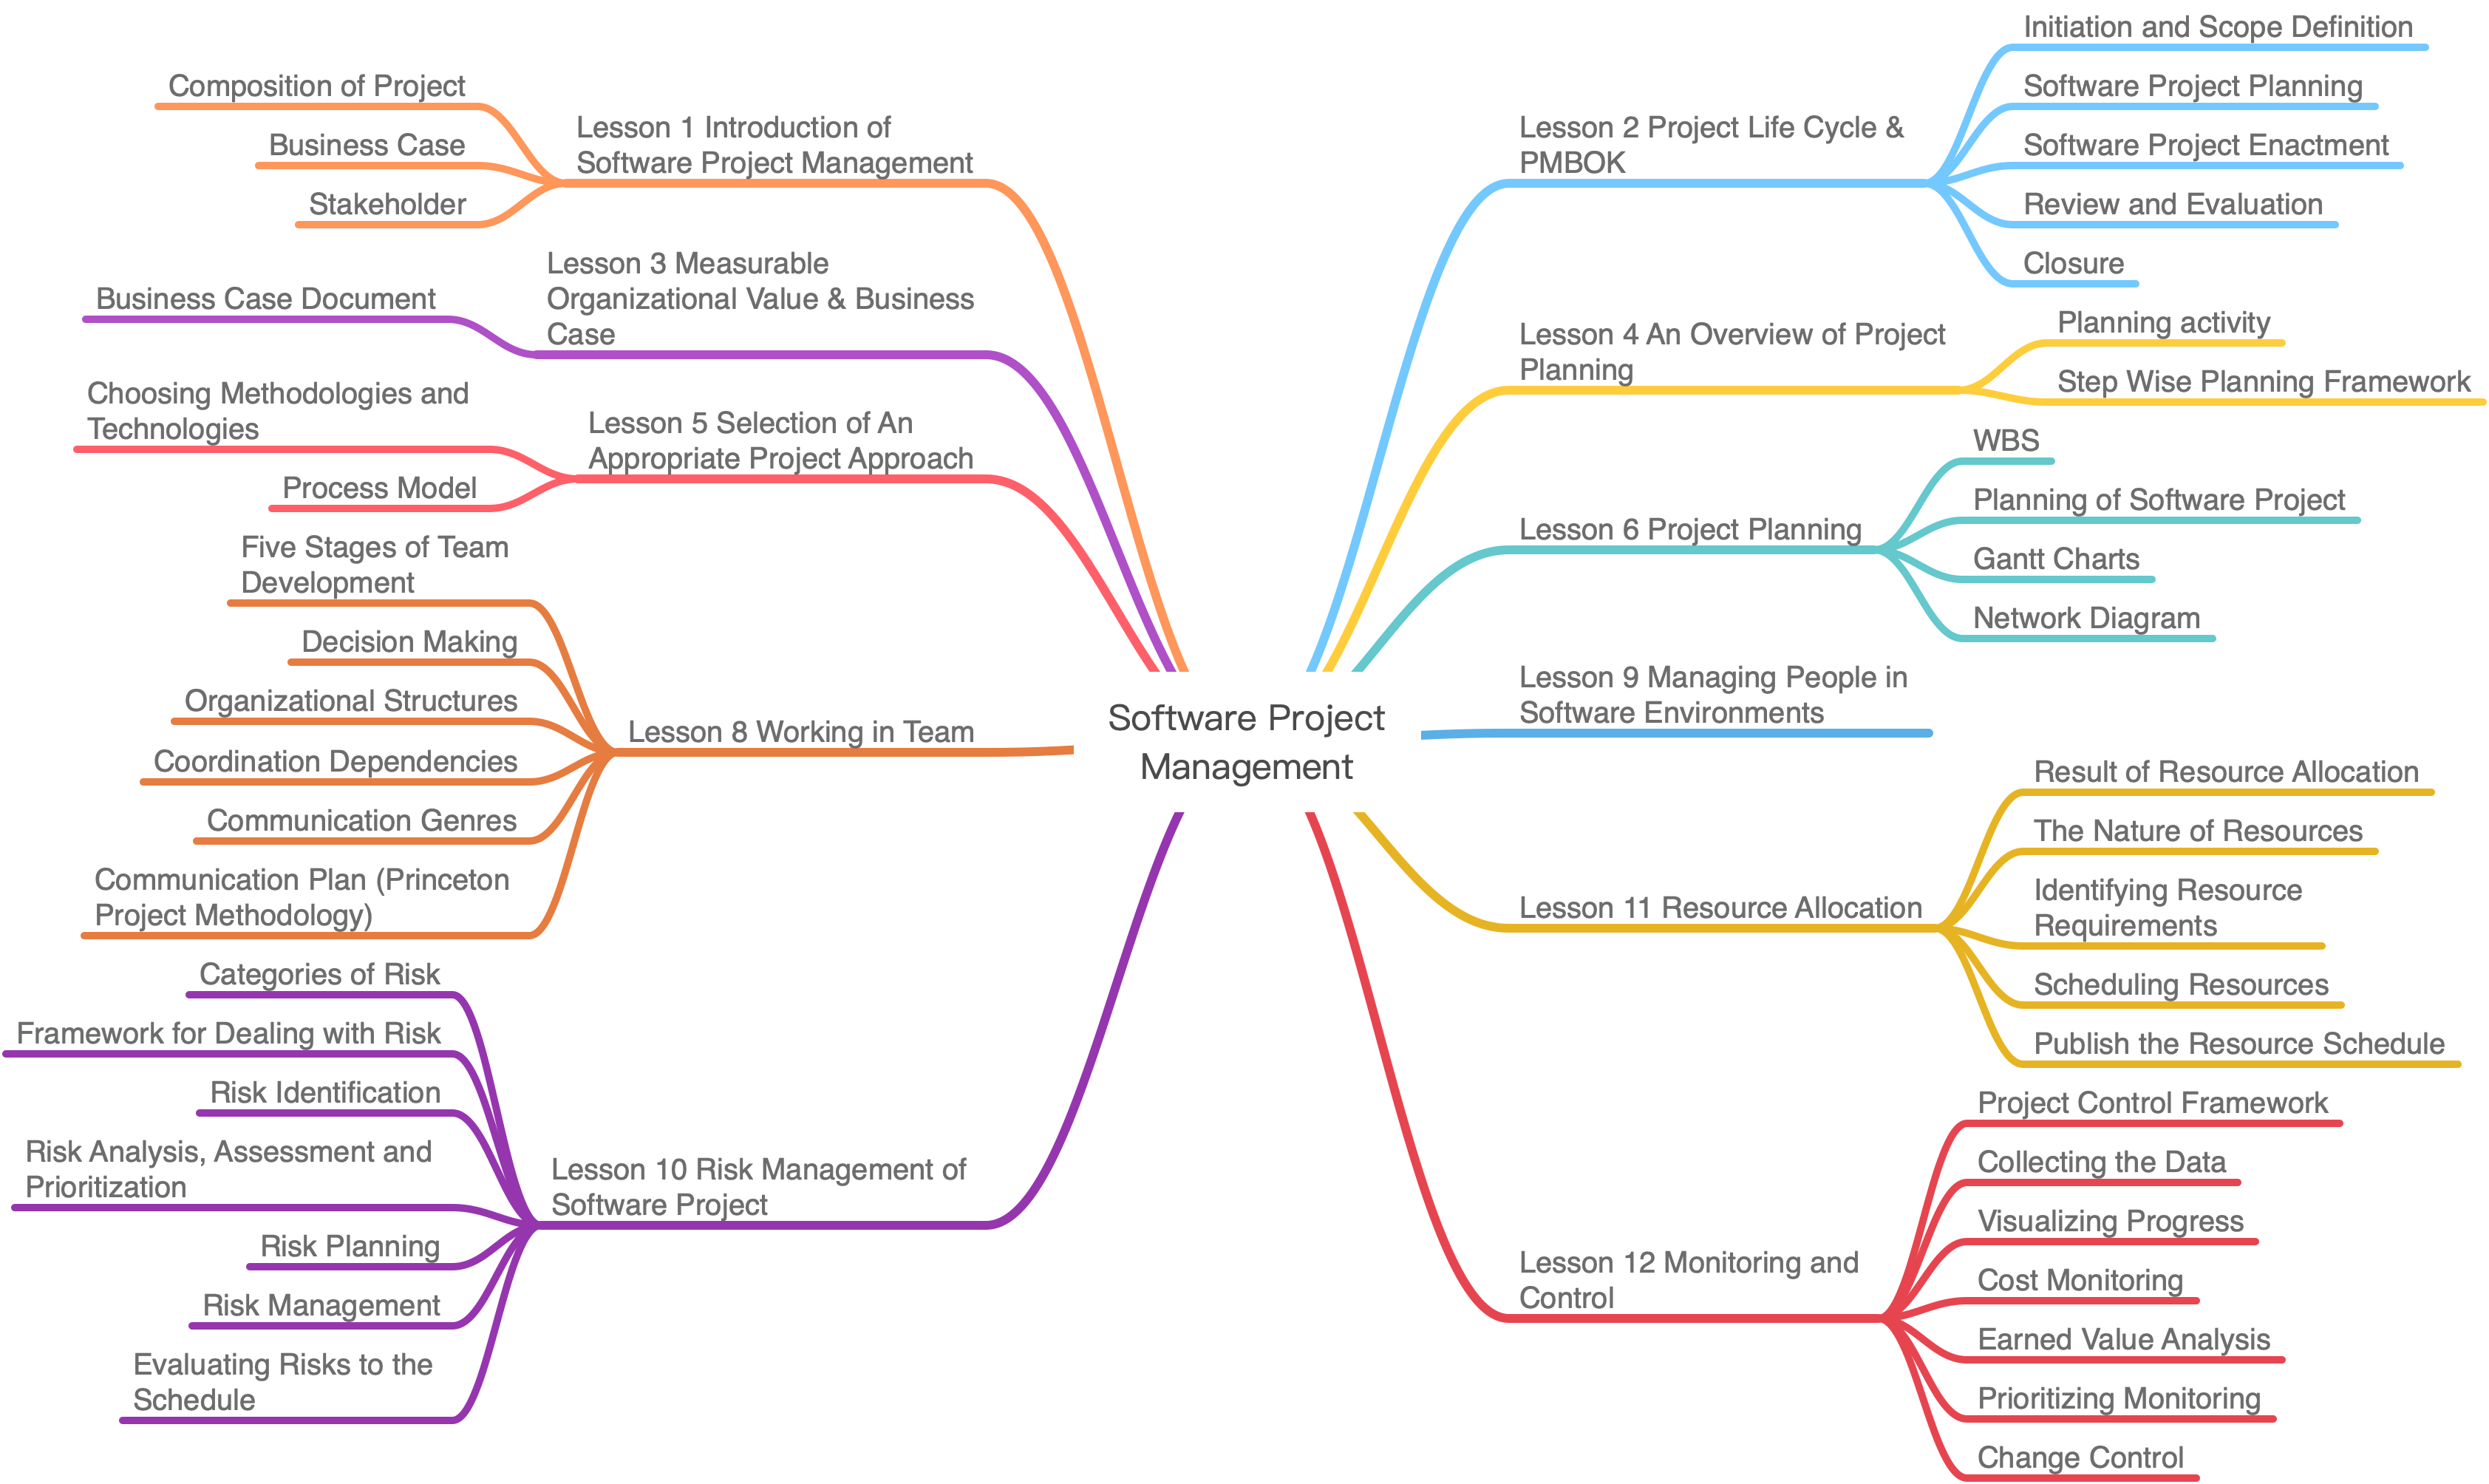 Software Project
Management
Lesson 1 Introduction of
Software Project Management
Composition of Project
Business Case
Stakeholder
Lesson 3 Measurable
Organizational Value & Business
Case
Business Case Document
Lesson 5 Selection of An
Appropriate Project Approach
Choosing Methodologies and
Technologies
Process Model
Lesson 8 Working in Team
Five Stages of Team
Development
Decision Making
Organizational Structures
Coordination Dependencies
Communication Genres
Communication Plan (Princeton
Project Methodology)
Lesson 10 Risk Management of
Software Project
Categories of Risk
Framework for Dealing with Risk
Risk Identification
Risk Analysis, Assessment and
Prioritization
Risk Planning
Risk Management
Evaluating Risks to the
Schedule
Lesson 2 Project Life Cycle &
PMBOK
Initiation and Scope Definition
Software Project Planning
Software Project Enactment
Review and Evaluation
Closure
Lesson 4 An Overview of Project
Planning
Planning activity
Step Wise Planning Framework
Lesson 6 Project Planning
WBS
Planning of Software Project
Gantt Charts
Network Diagram
Lesson 9 Managing People in
Software Environments
Lesson 11 Resource Allocation
Result of Resource Allocation
The Nature of Resources
Identifying Resource
Requirements
Scheduling Resources
Publish the Resource Schedule
Lesson 12 Monitoring and
Control
Project Control Framework
Collecting the Data
Visualizing Progress
Cost Monitoring
Earned Value Analysis
Prioritizing Monitoring
Change Control